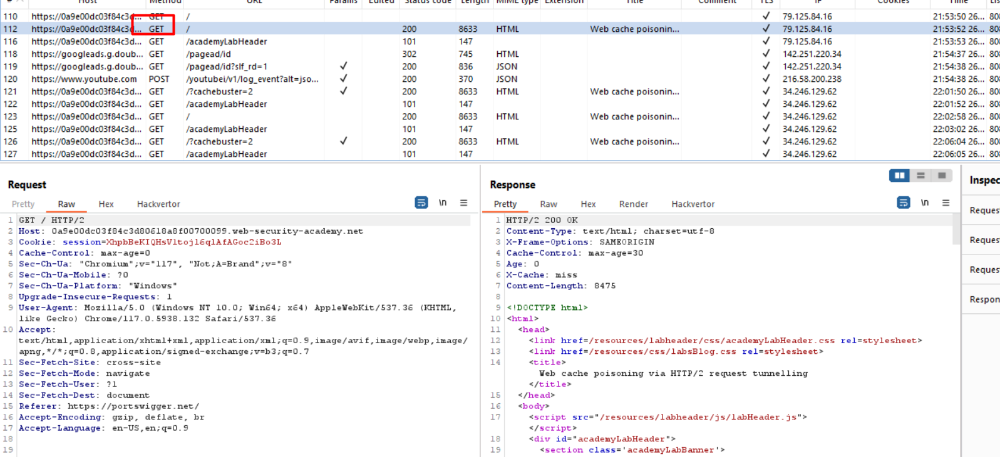 # Host Method URL Params Edited Status code Length MIME type Extension Title Comment TLS IP Cookies Time Lis
110 https://0a9e00dc03f84c3d... GET / ✓ 79.125.84.16 21:53:50 26... 808
112 https://0a9e00dc03f84c3d... GET / 200 8633 HTML Web cache poisonin... ✓ 79.125.84.16 21:53:52 26... 808
116 https://0a9e00dc03f84c3d... GET /academyLabHeader 101 147 ✓ 79.125.84.16 21:53:53 26... 808
118 https://googleads.g.doub... GET /pagead/id 302 745 HTML ✓ 142.251.220.34 21:54:37 26... 808
119 https://googleads.g.doub... GET /pagead/id?slf_rd=1 ✓ 200 836 JSON ✓ 142.251.220.34 21:54:38 26... 808
120 https://www.youtube.com POST /youtubei/v1/log_event?alt=jso... ✓ 200 370 JSON ✓ 216.58.200.238 21:54:38 26... 808
121 https://0a9e00dc03f84c3d... GET /?cachebuster=2 ✓ 200 8633 HTML Web cache poisonin... ✓ 34.246.129.62 22:01:50 26... 808
122 https://0a9e00dc03f84c3d... GET /academyLabHeader 101 147 ✓ 34.246.129.62 22:01:52 26... 808
123 https://0a9e00dc03f84c3d... GET / 200 8633 HTML Web cache poisonin... ✓ 34.246.129.62 22:02:58 26... 808
125 https://0a9e00dc03f84c3d... GET /academyLabHeader 101 147 ✓ 34.246.129.62 22:03:02 26... 808
126 https://0a9e00dc03f84c3d... GET /?cachebuster=2 ✓ 200 8633 HTML Web cache poisonin... ✓ 34.246.129.62 22:06:04 26... 808
127 https://0a9e00dc03f84c3d... GET /academyLabHeader 101 147 ✓ 34.246.129.62 22:06:05 26... 808
Request
Pretty Raw Hex Hackvertor \n
1 GET / HTTP/2
2 Host: 0a9e00dc03f84c3d80618a8f00700099.web-security-academy.net
3 Cookie: session=XhpbBeKIQHsVltojl6qlAfAGoc2iBo3L
4 Cache-Control: max-age=0
5 Sec-Ch-Ua: "Chromium";v="117", "Not;A=Brand";v="8"
6 Sec-Ch-Ua-Mobile: ?0
7 Sec-Ch-Ua-Platform: "Windows"
8 Upgrade-Insecure-Requests: 1
9 User-Agent: Mozilla/5.0 (Windows NT 10.0; Win64; x64) AppleWebKit/537.36 (KHTML,
like Gecko) Chrome/117.0.5938.132 Safari/537.36
10 Accept:
text/html,application/xhtml+xml,application/xml;q=0.9,image/avif,image/webp,image/
apng,*/*;q=0.8,application/signed-exchange;v=b3;q=0.7
11 Sec-Fetch-Site: cross-site
12 Sec-Fetch-Mode: navigate
13 Sec-Fetch-User: ?1
14 Sec-Fetch-Dest: document
15 Referer: https://portswigger.net/
16 Accept-Encoding: gzip, deflate, br
17 Accept-Language: en-US,en;q=0.9
18
19
Response
Pretty Raw Hex Render Hackvertor \n
1 HTTP/2 200 OK
2 Content-Type: text/html; charset=utf-8
3 X-Frame-Options: SAMEORIGIN
4 Cache-Control: max-age=30
5 Age: 0
6 X-Cache: miss
7 Content-Length: 8475
8
9 <!DOCTYPE html>
10 <html>
11 <head>
12 <link href=/resources/labheader/css/academyLabHeader.css rel=stylesheet>
13 <link href=/resources/css/labsBlog.css rel=stylesheet>
14 <title>
Web cache poisoning via HTTP/2 request tunnelling
</title>
15 </head>
16 <body>
17 <script src="/resources/labheader/js/labHeader.js">
</script>
18 <div id="academyLabHeader">
19 <section class='academyLabBanner'>
Inspec
Reques
Reques
Reques
Respon